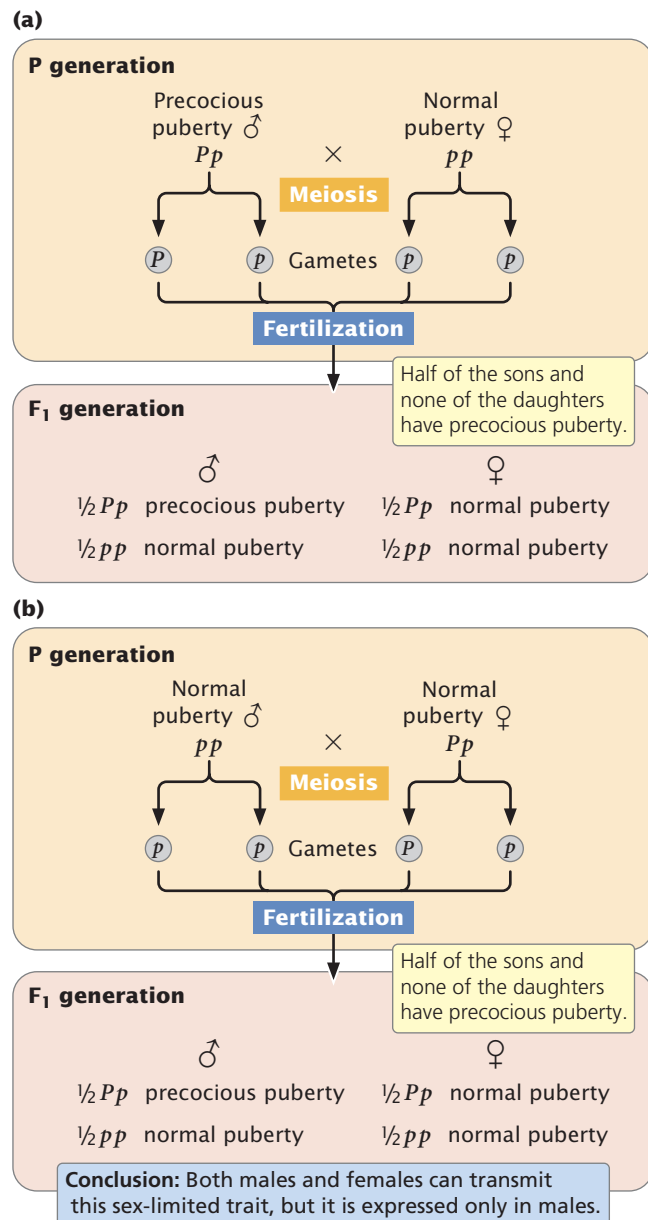 (a)
P generation
Precocious
puberty ♂
Pp
×
Normal
puberty ♀
pp
Meiosis
P
p
Gametes
p
p
Fertilization
Half of the sons and
none of the daughters
have precocious puberty.
F₁ generation
♂
♀
½ Pp precocious puberty
½ Pp normal puberty
½ pp normal puberty
½ pp normal puberty
(b)
P generation
Normal
puberty ♂
pp
×
Normal
puberty ♀
Pp
Meiosis
p
p
Gametes
P
p
Fertilization
Half of the sons and
none of the daughters
have precocious puberty.
F₁ generation
♂
♀
½ Pp precocious puberty
½ Pp normal puberty
½ pp normal puberty
½ pp normal puberty
Conclusion: Both males and females can transmit
this sex-limited trait, but it is expressed only in males.